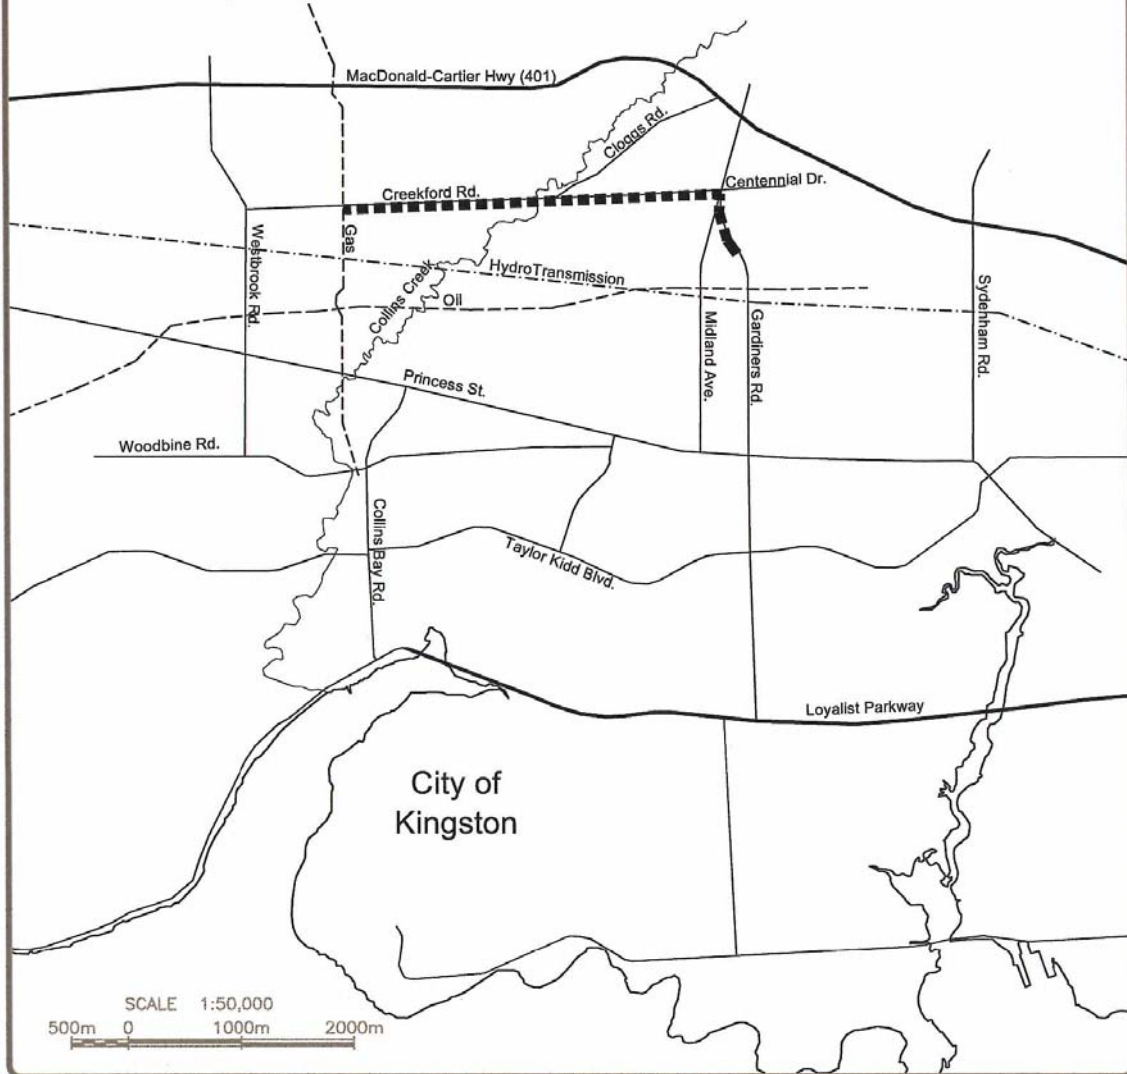 MacDonald-Cartier Hwy (401)
Cloggs Rd.
Centennial Dr.
Creekford Rd.
Westbrook Rd.
Gas
Collins Creek
HydroTransmission
Oil
Sydenham Rd.
Midland Ave.
Gardiners Rd.
Princess St.
Woodbine Rd.
Collins Bay Rd.
Taylor Kidd Blvd.
Loyalist Parkway
City of
Kingston
SCALE 1:50,000
500m 0 1000m 2000m